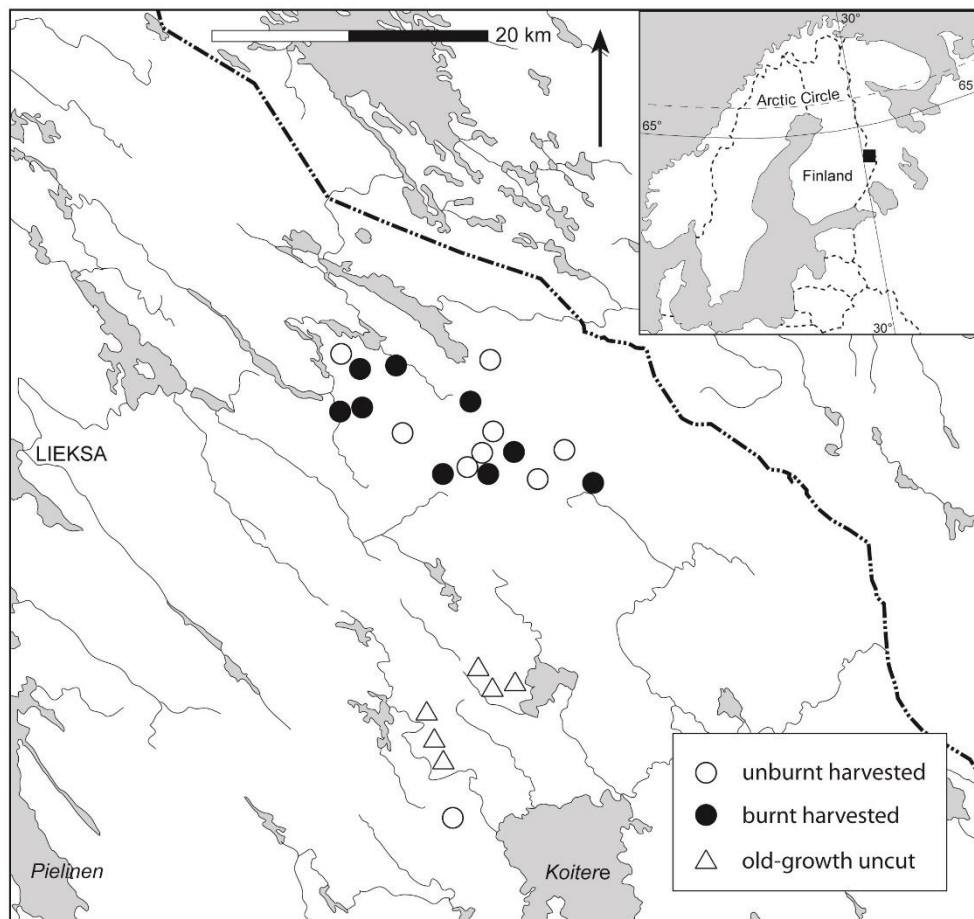 20 km
30°
Arctic Circle
65°
65°
Finland
30°
LIEKSA
unburnt harvested
burnt harvested
old-growth uncut
Pielinen
Koitere